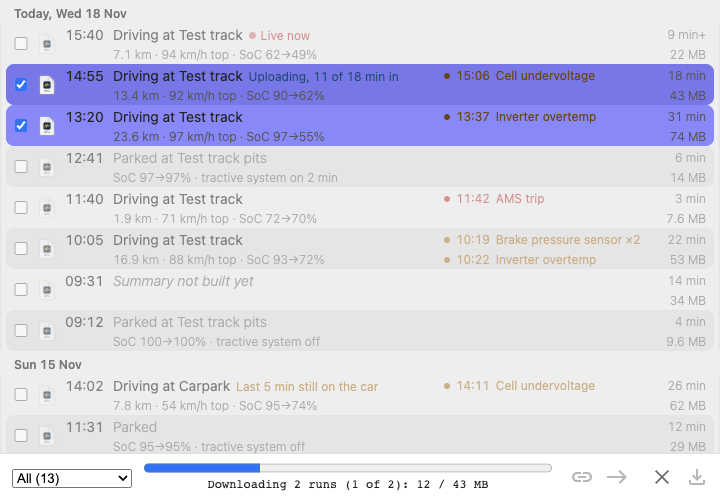 Today, Wed 18 Nov
15:40 Driving at Test track • Live now 9 min+
7.1 km · 94 km/h top · SoC 62→49% 22 MB
14:55 Driving at Test track Uploading, 11 of 18 min in • 15:06 Cell undervoltage 18 min
13.4 km · 92 km/h top · SoC 90→62% 43 MB
13:20 Driving at Test track • 13:37 Inverter overtemp 31 min
23.6 km · 97 km/h top · SoC 97→55% 74 MB
12:41 Parked at Test track pits 6 min
SoC 97→97% · tractive system on 2 min 14 MB
11:40 Driving at Test track • 11:42 AMS trip 3 min
1.9 km · 71 km/h top · SoC 72→70% 7.6 MB
10:05 Driving at Test track • 10:19 Brake pressure sensor ×2 22 min
16.9 km · 88 km/h top · SoC 93→72% • 10:22 Inverter overtemp 53 MB
09:31 Summary not built yet 14 min
34 MB
09:12 Parked at Test track pits 4 min
SoC 100→100% · tractive system off 9.6 MB
Sun 15 Nov
14:02 Driving at Carpark Last 5 min still on the car • 14:11 Cell undervoltage 26 min
7.8 km · 54 km/h top · SoC 95→74% 62 MB
11:31 Parked 12 min
SoC 95→95% · tractive system off 29 MB
All (13)
Downloading 2 runs (1 of 2): 12 / 43 MB